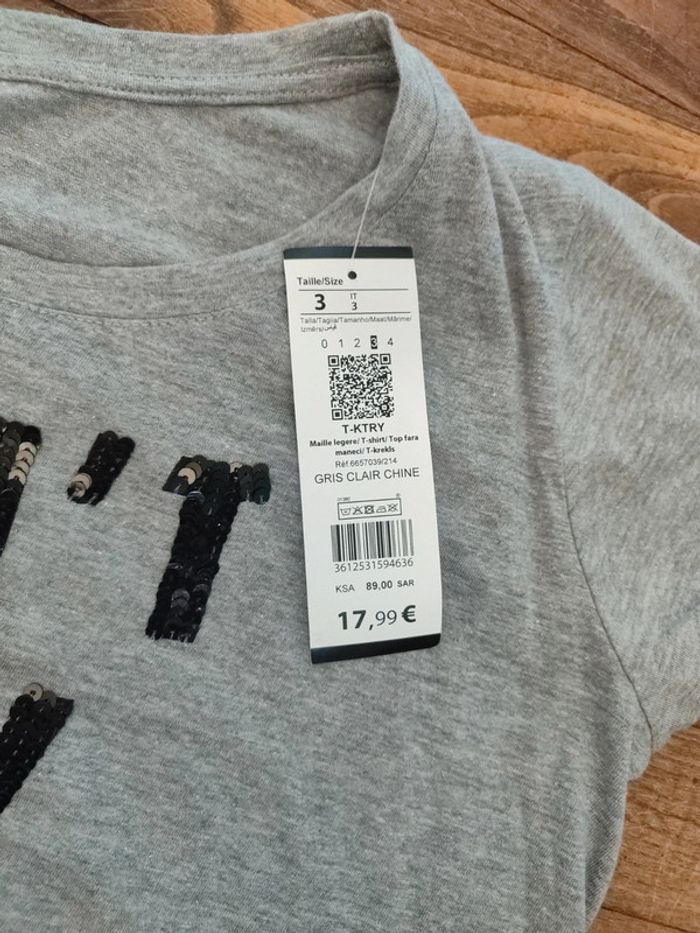 Taille/Size
3 IT 3
Talla/Taglia/Tamanho/Maat/Mărime/
Izmērs/قياس
0 1 2 3 4
T-KTRY
Maille legere/ T-shirt/ Top fara
maneci/ T-krekls
Réf.6657039/214
GRIS CLAIR CHINE
3612531594636
KSA 89,00 SAR
17,99 €
'T